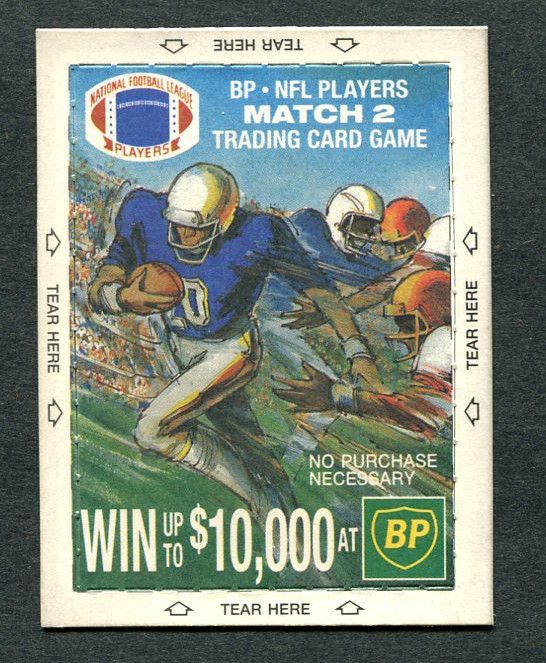 TEAR HERE
NATIONAL FOOTBALL LEAGUE
PLAYERS
BP • NFL PLAYERS
MATCH 2
TRADING CARD GAME
TEAR HERE
TEAR HERE
NO PURCHASE
NECESSARY
WIN UP TO $10,000 AT BP
TEAR HERE